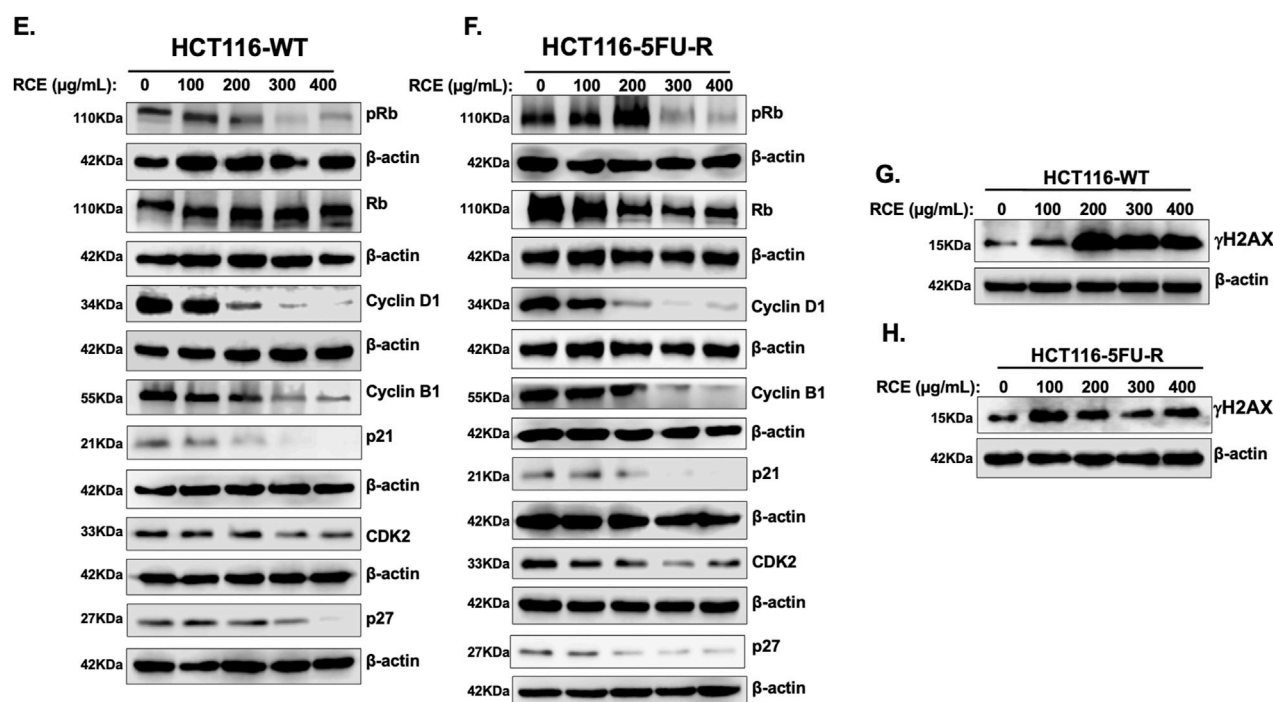 E.
HCT116-WT
RCE (μg/mL): 0 100 200 300 400
110KDa pRb
42KDa β-actin
110KDa Rb
42KDa β-actin
34KDa Cyclin D1
42KDa β-actin
55KDa Cyclin B1
21KDa p21
42KDa β-actin
33KDa CDK2
42KDa β-actin
27KDa p27
42KDa β-actin
F.
HCT116-5FU-R
RCE (μg/mL): 0 100 200 300 400
110KDa pRb
42KDa β-actin
110KDa Rb
42KDa β-actin
34KDa Cyclin D1
42KDa β-actin
55KDa Cyclin B1
42KDa β-actin
21KDa p21
42KDa β-actin
33KDa CDK2
42KDa β-actin
27KDa p27
42KDa β-actin
G.
HCT116-WT
RCE (μg/mL): 0 100 200 300 400
15KDa γH2AX
42KDa β-actin
H.
HCT116-5FU-R
RCE (μg/mL): 0 100 200 300 400
15KDa γH2AX
42KDa β-actin